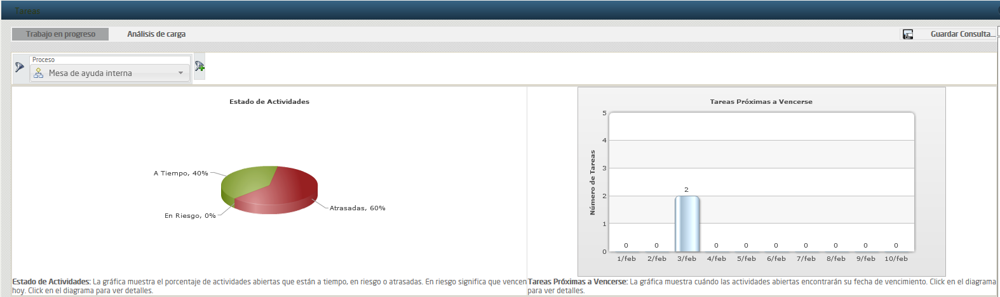 Tareas
Trabajo en progreso
Análisis de carga
Guardar Consulta...
Proceso
Mesa de ayuda interna
Estado de Actividades
A Tiempo, 40%
En Riesgo, 0%
Atrasadas, 60%
Estado de Actividades: La gráfica muestra el porcentaje de actividades abiertas que están a tiempo, en riesgo o atrasadas. En riesgo significa que vencen
hoy. Click en el diagrama para ver detalles.
Tareas Próximas a Vencerse
Número de Tareas
5
4
3
2
1
0
2
0 0 0 0 0 0 0 0 0
1/feb 2/feb 3/feb 4/feb 5/feb 6/feb 7/feb 8/feb 9/feb 10/feb
Tareas Próximas a Vencerse: La gráfica muestra cuándo las actividades abiertas encontrarán su fecha de vencimiento. Click en el diagrama
para ver detalles.